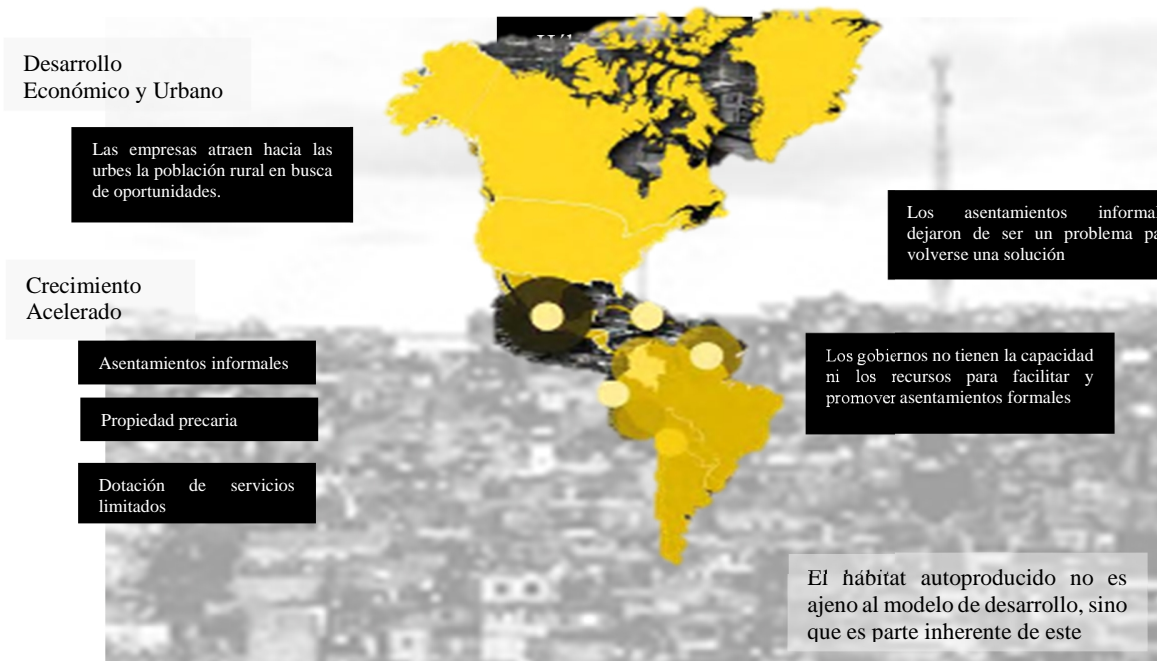 Desarrollo
Económico y Urbano
Las empresas atraen hacia las
urbes la población rural en busca
de oportunidades.
Crecimiento
Acelerado
Asentamientos informales
Propiedad precaria
Dotación de servicios
limitados
Los asentamientos informal
dejaron de ser un problema pa
volverse una solución
Los gobiernos no tienen la capacidad
ni los recursos para facilitar y
promover asentamientos formales
El hábitat autoproducido no es
ajeno al modelo de desarrollo, sino
que es parte inherente de este